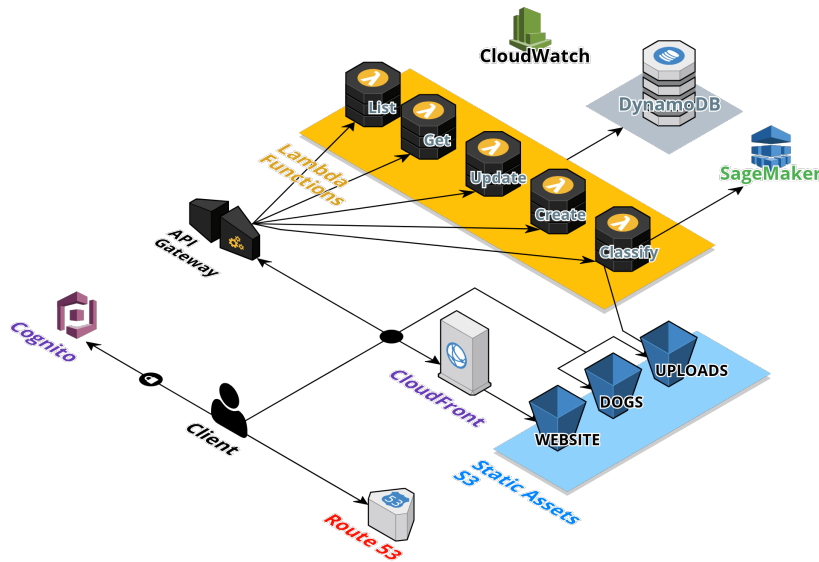 CloudWatch
DynamoDB
List
Get
Update
Create
Classify
SageMaker
Lambda
Functions
API
Gateway
Cognito
Client
CloudFront
UPLOADS
DOGS
WEBSITE
Static Assets
S3
53
Route 53